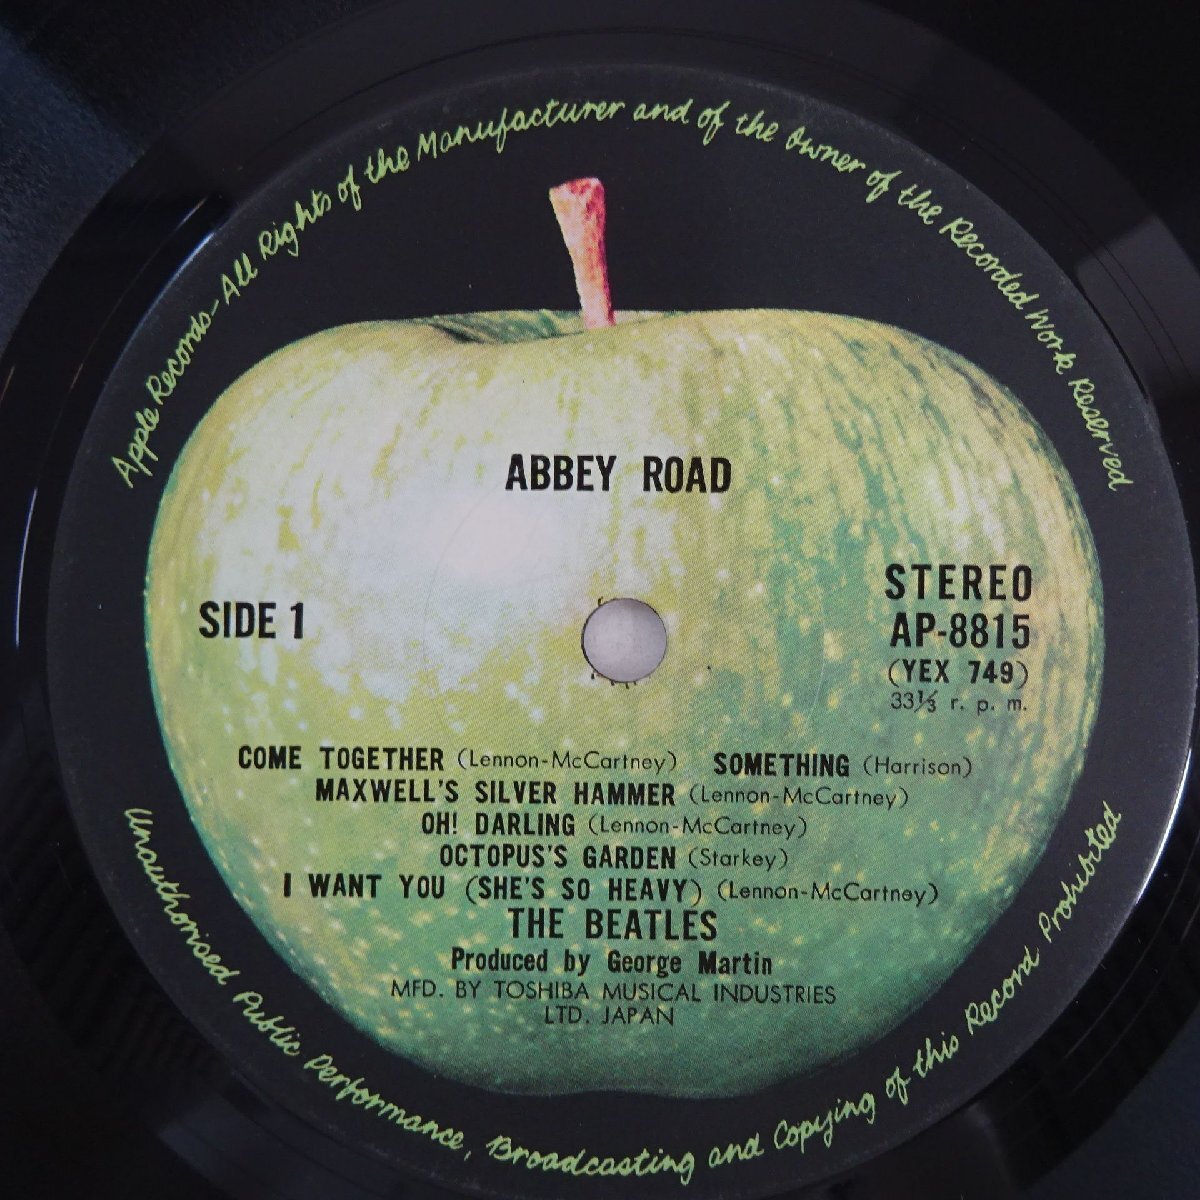 Apple Records-All Rights of the Manufacturer and of the Owner of the Recorded Work Reserved
ABBEY ROAD
SIDE 1
STEREO
AP-8815
(YEX 749)
33⅓ r. p. m.
COME TOGETHER (Lennon-McCartney) SOMETHING (Harrison)
MAXWELL'S SILVER HAMMER (Lennon-McCartney)
OH! DARLING (Lennon-McCartney)
OCTOPUS'S GARDEN (Starkey)
I WANT YOU (SHE'S SO HEAVY) (Lennon-McCartney)
THE BEATLES
Produced by George Martin
MFD. BY TOSHIBA MUSICAL INDUSTRIES
LTD. JAPAN
Unauthorised Public Performance, Broadcasting and Copying of this Record Prohibited